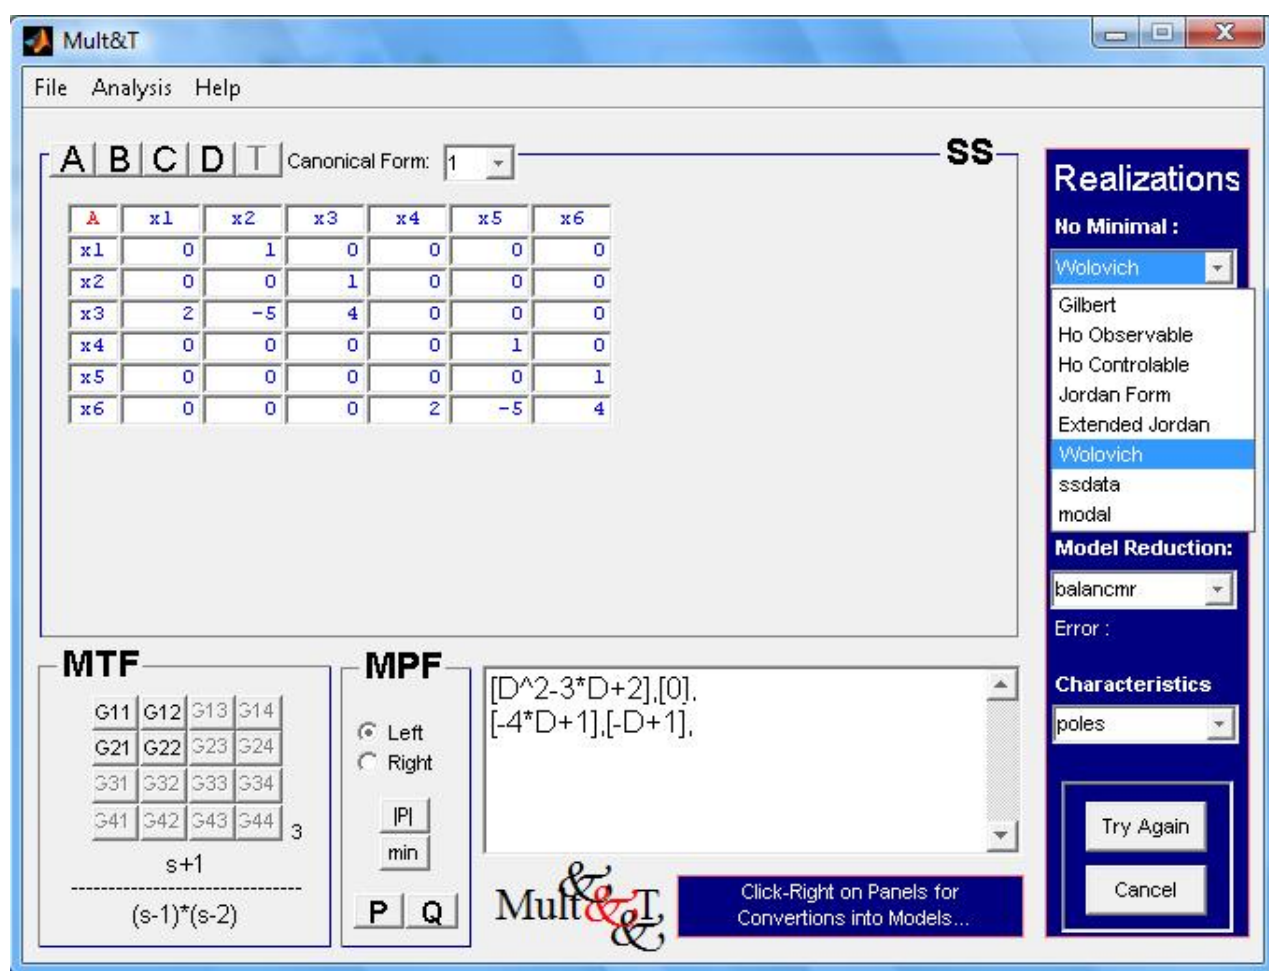 Mult&T
File Analysis Help
A B C D T Canonical Form: 1 SS
A x1 x2 x3 x4 x5 x6
x1 0 1 0 0 0 0
x2 0 0 1 0 0 0
x3 2 -5 4 0 0 0
x4 0 0 0 0 1 0
x5 0 0 0 0 0 1
x6 0 0 0 2 -5 4
Realizations
No Minimal :
Wolovich
Gilbert
Ho Observable
Ho Controlable
Jordan Form
Extended Jordan
Wolovich
ssdata
modal
Model Reduction:
balancmr
Error :
Characteristics
poles
Try Again
Cancel
MTF
G11 G12 G13 G14
G21 G22 G23 G24
G31 G32 G33 G34
G41 G42 G43 G44 3
s+1
-----------------------
(s-1)*(s-2)
MPF
Left
Right
|P|
min
P Q
[D^2-3*D+2],[0],
[-4*D+1],[-D+1],
Mult&&&T
Click-Right on Panels for
Convertions into Models...